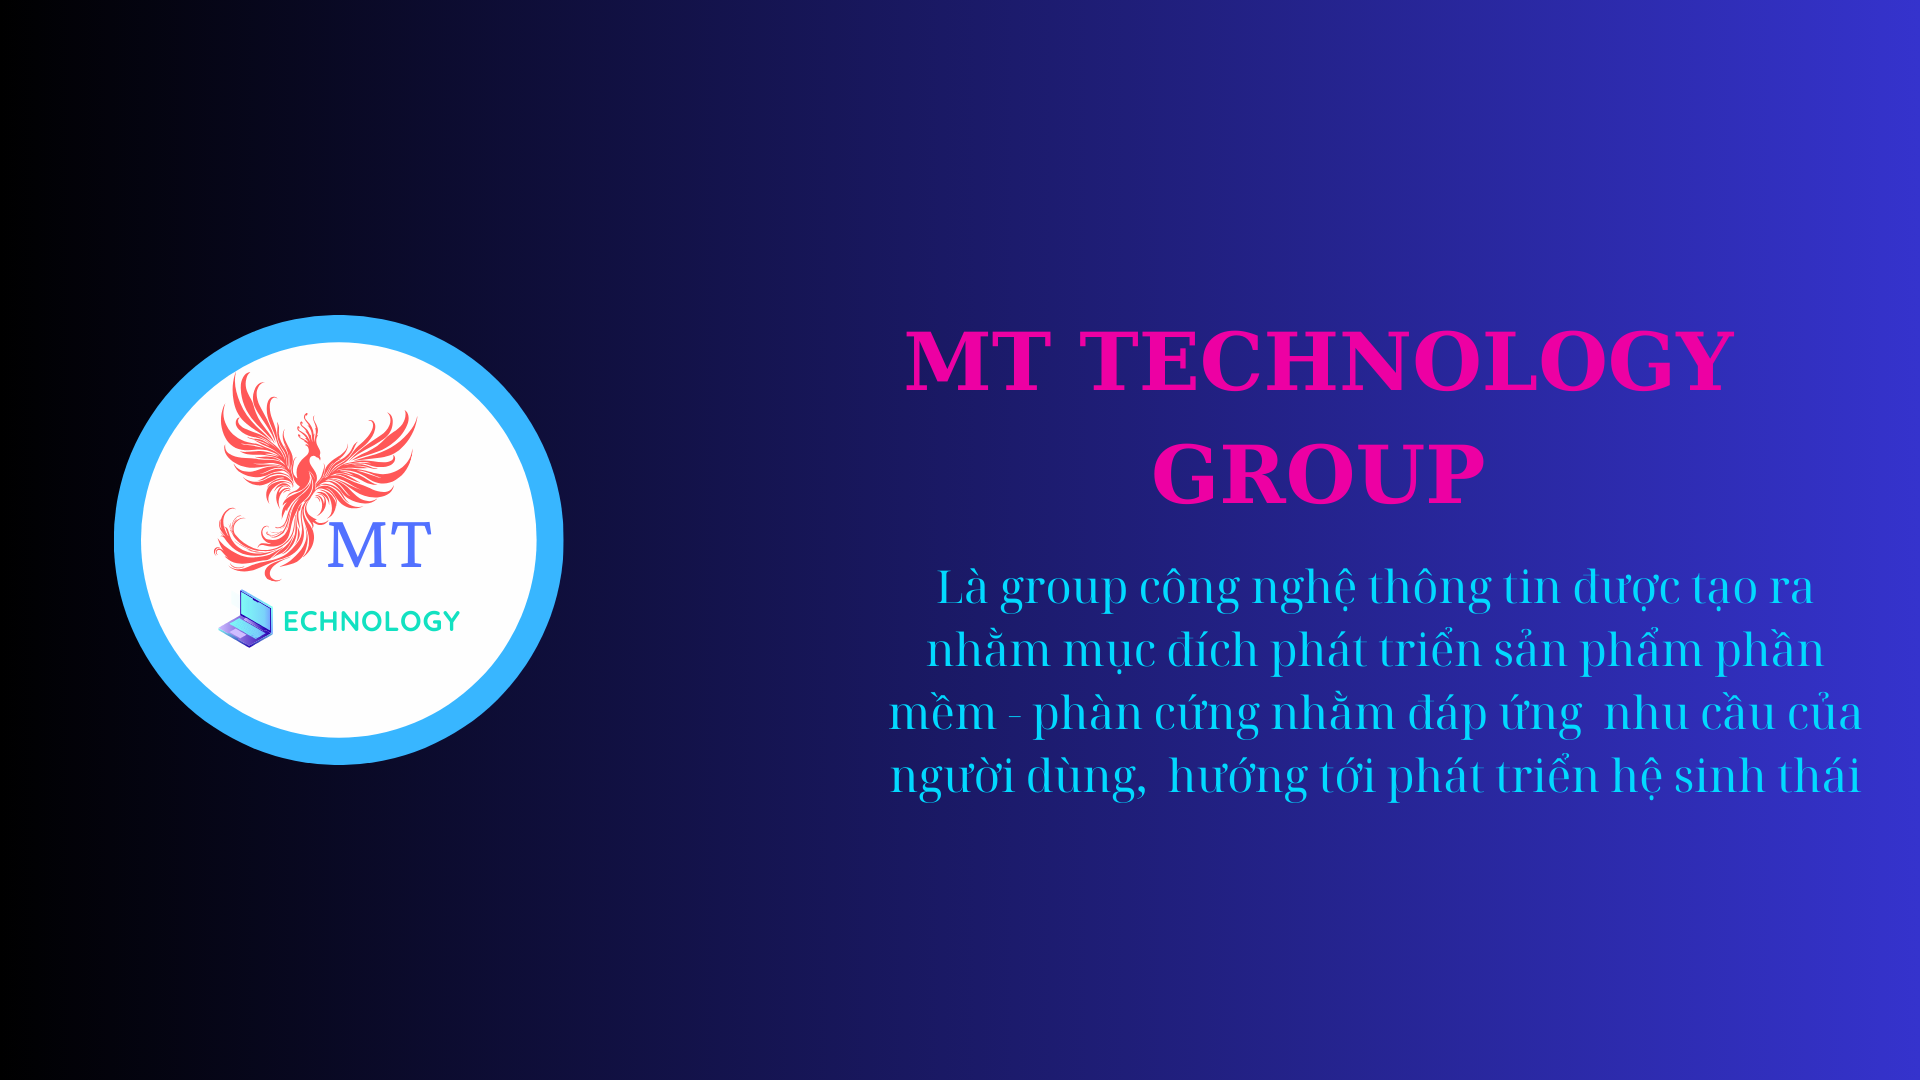 MT
ECHNOLOGY
MT TECHNOLOGY
GROUP
Là group công nghệ thông tin được tạo ra
nhằm mục đích phát triển sản phẩm phần
mềm - phàn cứng nhằm đáp ứng nhu cầu của
người dùng, hướng tới phát triển hệ sinh thái